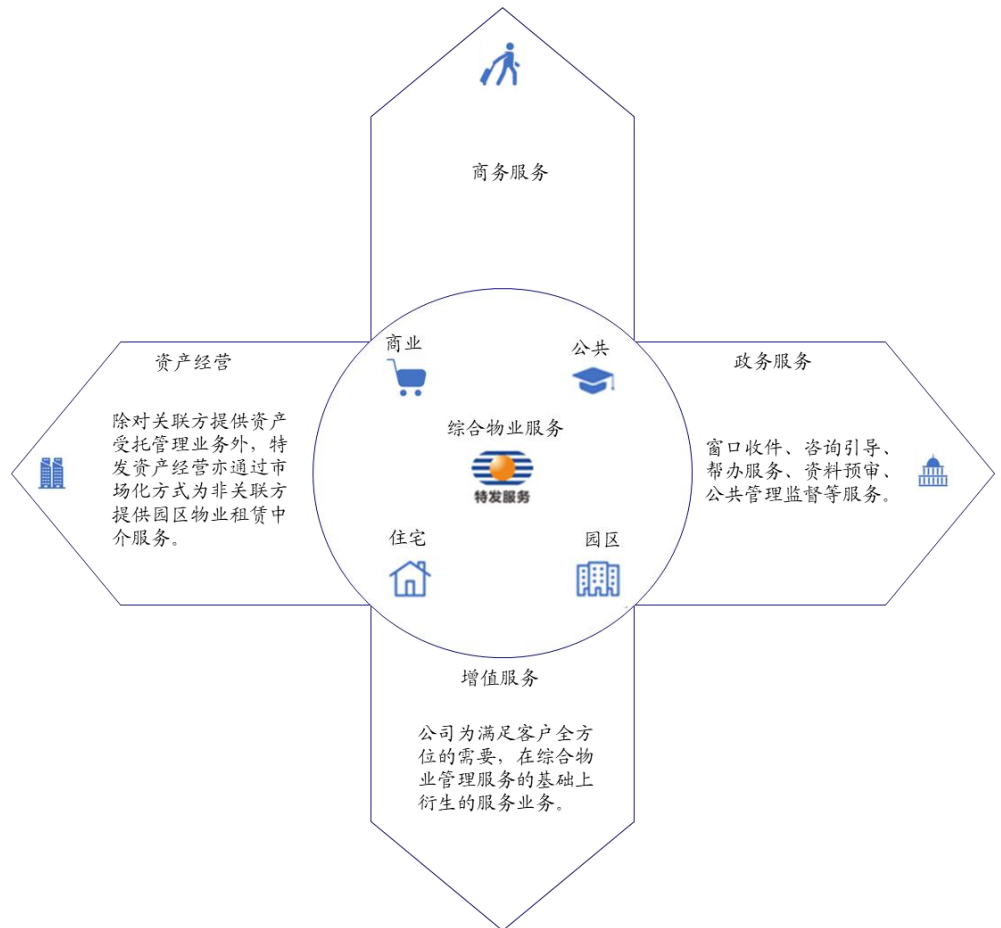 商务服务
商业
公共
综合物业服务
特发服务
住宅
园区
资产经营
除对关联方提供资产
受托管理业务外，特
发资产经营亦通过市
场化方式为非关联方
提供园区物业租赁中
介服务。
政务服务
窗口收件、咨询引导、
帮办服务、资料预审、
公共管理监督等服务。
增值服务
公司为满足客户全方
位的需要，在综合物
业管理服务的基础上
衍生的服务业务。